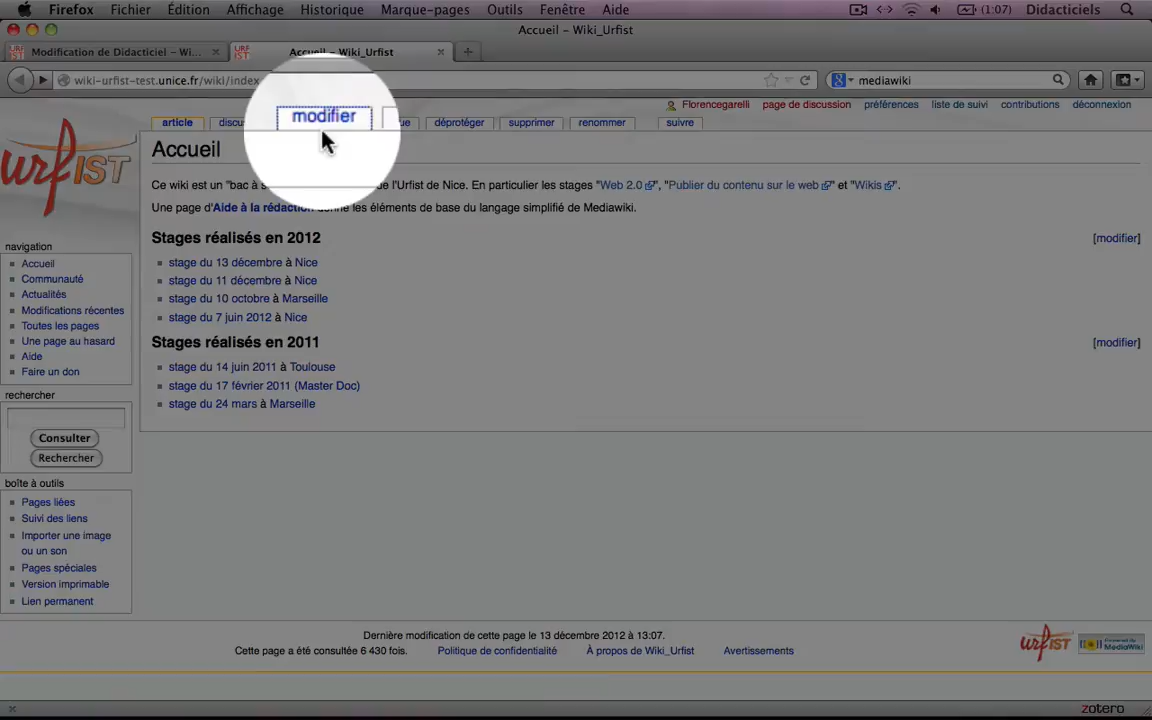 Firefox Fichier Édition Affichage Historique Marque-pages Outils Fenêtre Aide (1:07) Didacticiels
Accueil – Wiki_Urfist
Modification de Didacticiel – Wi... Accueil – Wiki_Urfist
wiki-urfist-test.unice.fr/wiki/index mediawiki
Florencegarelli page de discussion préférences liste de suivi contributions déconnexion
article discu modifier ue déprotéger supprimer renommer suivre
urfIST
Accueil
Ce wiki est un "bac à s e l'Urfist de Nice. En particulier les stages "Web 2.0", "Publier du contenu sur le web" et "Wikis".
Une page d'Aide à la rédaction donne les éléments de base du langage simplifié de Mediawiki.
Stages réalisés en 2012 [modifier]
stage du 13 décembre à Nice
stage du 11 décembre à Nice
stage du 10 octobre à Marseille
stage du 7 juin 2012 à Nice
Stages réalisés en 2011 [modifier]
stage du 14 juin 2011 à Toulouse
stage du 17 février 2011 (Master Doc)
stage du 24 mars à Marseille
navigation
Accueil
Communauté
Actualités
Modifications récentes
Toutes les pages
Une page au hasard
Aide
Faire un don
rechercher
Consulter
Rechercher
boîte à outils
Pages liées
Suivi des liens
Importer une image
ou un son
Pages spéciales
Version imprimable
Lien permanent
Dernière modification de cette page le 13 décembre 2012 à 13:07.
Cette page a été consultée 6 430 fois. Politique de confidentialité À propos de Wiki_Urfist Avertissements
urfIST Powered by
MediaWiki
zotero